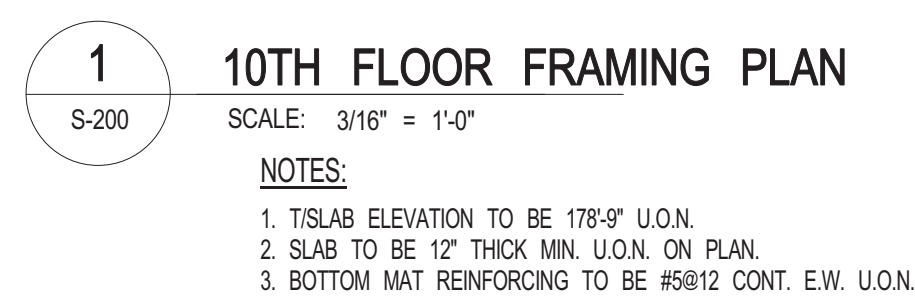 1
S-200
10TH FLOOR FRAMING PLAN
SCALE: 3/16" = 1'-0"
NOTES:
1. T/SLAB ELEVATION TO BE 178'-9" U.O.N.
2. SLAB TO BE 12" THICK MIN. U.O.N. ON PLAN.
3. BOTTOM MAT REINFORCING TO BE #5@12 CONT. E.W. U.O.N.